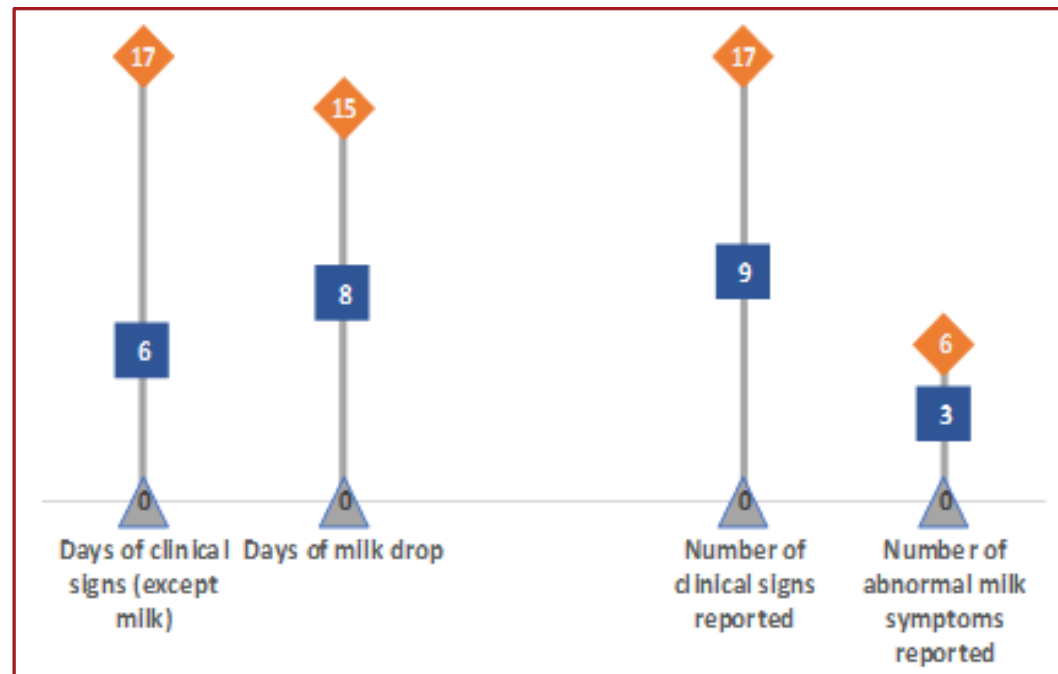 17
17
15
9
8
6
6
3
0
0
0
0
Days of clinical
signs (except
milk)
Days of milk drop
Number of
clinical signs
reported
Number of
abnormal milk
symptoms
reported